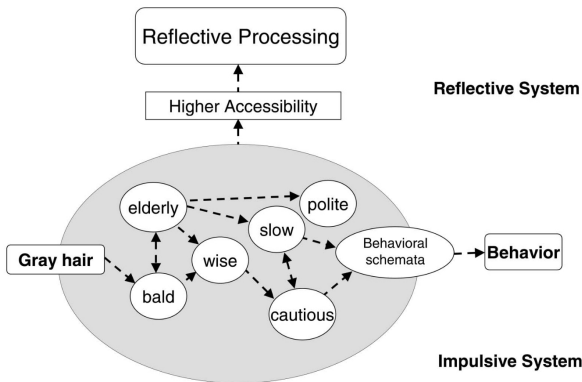 Reflective Processing
Reflective System
Higher Accessibility
elderly
polite
slow
Behavioral
schemata
Behavior
wise
Gray hair
bald
cautious
Impulsive System